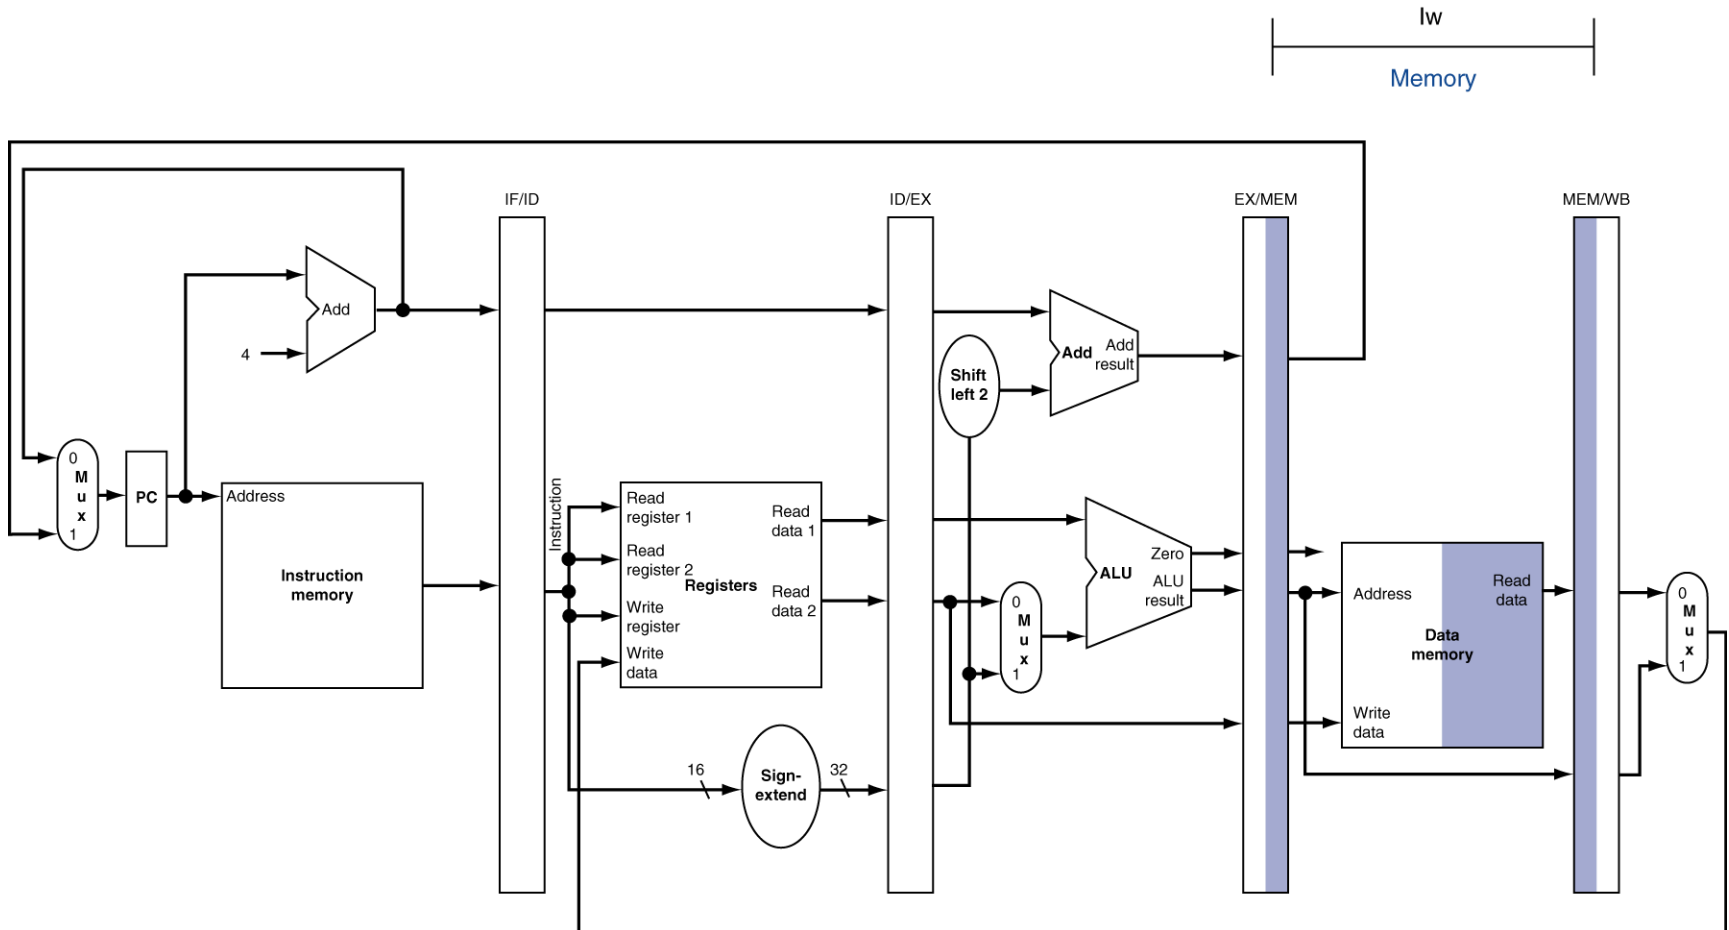 lw
Memory
IF/ID
ID/EX
EX/MEM
MEM/WB
Add
4
Add
Add
result
Shift
left 2
0
M
u
x
1
PC
Address
Instruction
memory
Instruction
Read
register 1
Read
register 2
Write
register
Write
data
Registers
Read
data 1
Read
data 2
16
Sign-
extend
32
0
M
u
x
1
Zero
ALU
ALU
result
Address
Read
data
Data
memory
Write
data
0
M
u
x
1